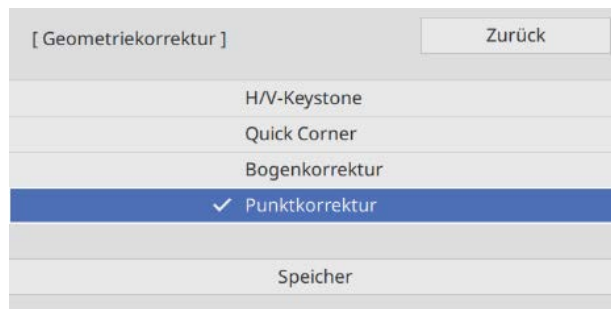 [ Geometriekorrektur ] Zurück
H/V-Keystone
Quick Corner
Bogenkorrektur
Punktkorrektur
Speicher